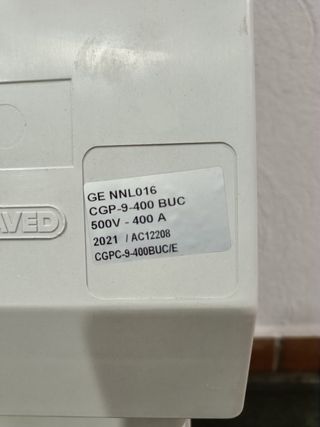 GE NNL016
CGP-9-400 BUC
500V - 400 A
2021 / AC12208
CGPC-9-400BUC/E